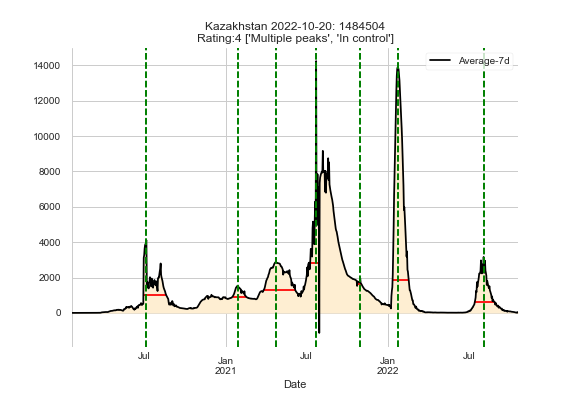 Kazakhstan 2022-10-20: 1484504
Rating:4 ['Multiple peaks', 'In control']
Average-7d
14000
12000
10000
8000
6000
4000
2000
0
Jul
Jan
2021
Jul
Jan
2022
Jul
Date